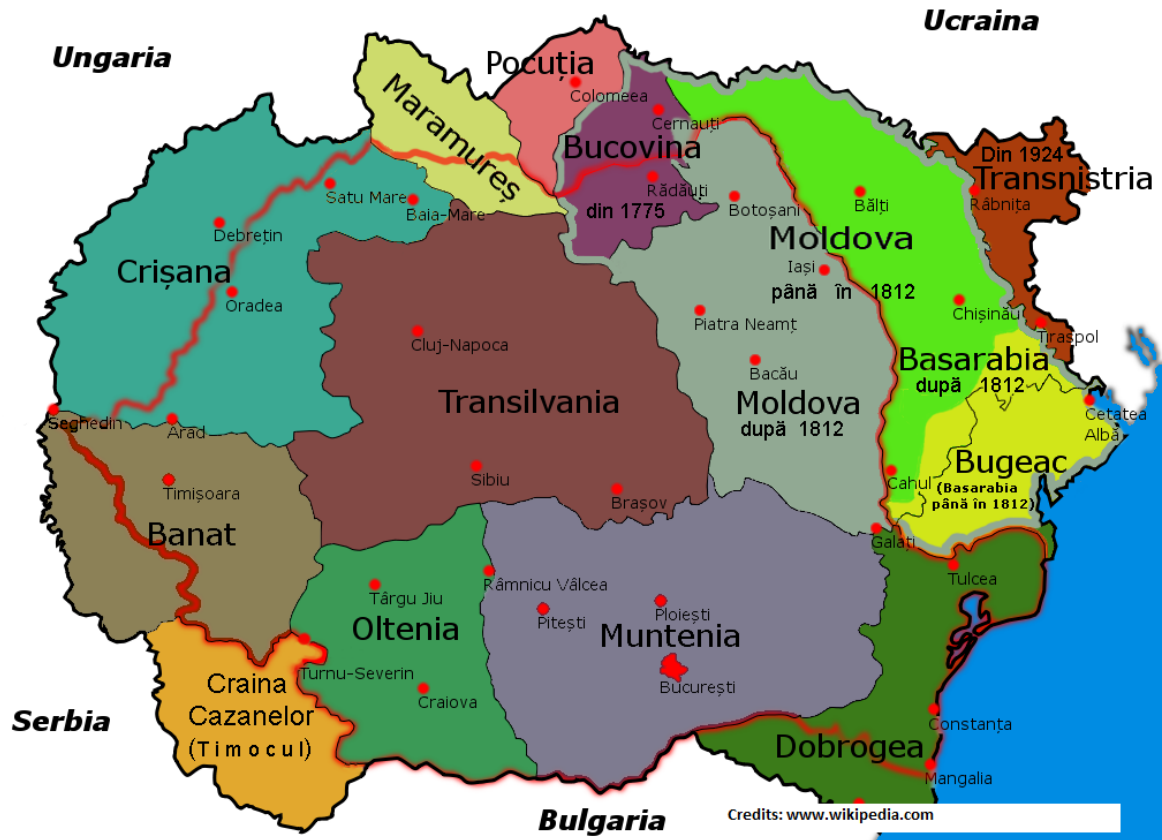 Ucraina
Ungaria
Pocuția
Colomeea
Maramureș
Cernauți
Bucovina
Din 1924
Transnistria
Râbnița
Satu Mare
Baia-Mare
Rădăuți
din 1775
Botoșani
Bălți
Debrețin
Moldova
Crișana
Iași
până în 1812
Oradea
Chișinău
Piatra Neamț
Tiraspol
Cluj-Napoca
Basarabia
după 1812
Bacău
Transilvania
Moldova
după 1812
Cetatea
Albă
Seghedin
Arad
Bugeac
(Basarabia
până în 1812)
Cahul
Sibiu
Timișoara
Brașov
Banat
Galați
Tulcea
Râmnicu Vâlcea
Târgu Jiu
Ploiești
Pitești
Oltenia
Muntenia
Turnu-Severin
Craina
Cazanelor
(Timocul)
Craiova
București
Serbia
Constanța
Dobrogea
Mangalia
Bulgaria
Credits: www.wikipedia.com